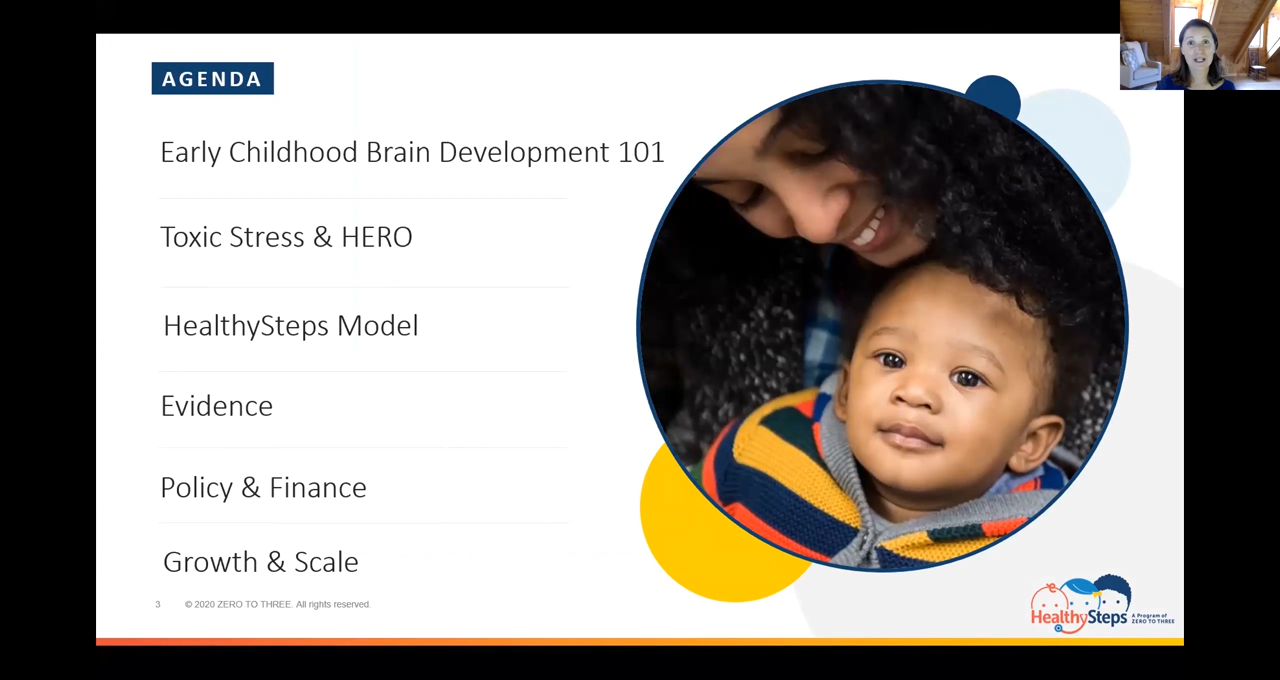 AGENDA
Early Childhood Brain Development 101
Toxic Stress & HERO
HealthySteps Model
Evidence
Policy & Finance
Growth & Scale
3
© 2020 ZERO TO THREE. All rights reserved.
HealthySteps
A Program of
ZERO TO THREE